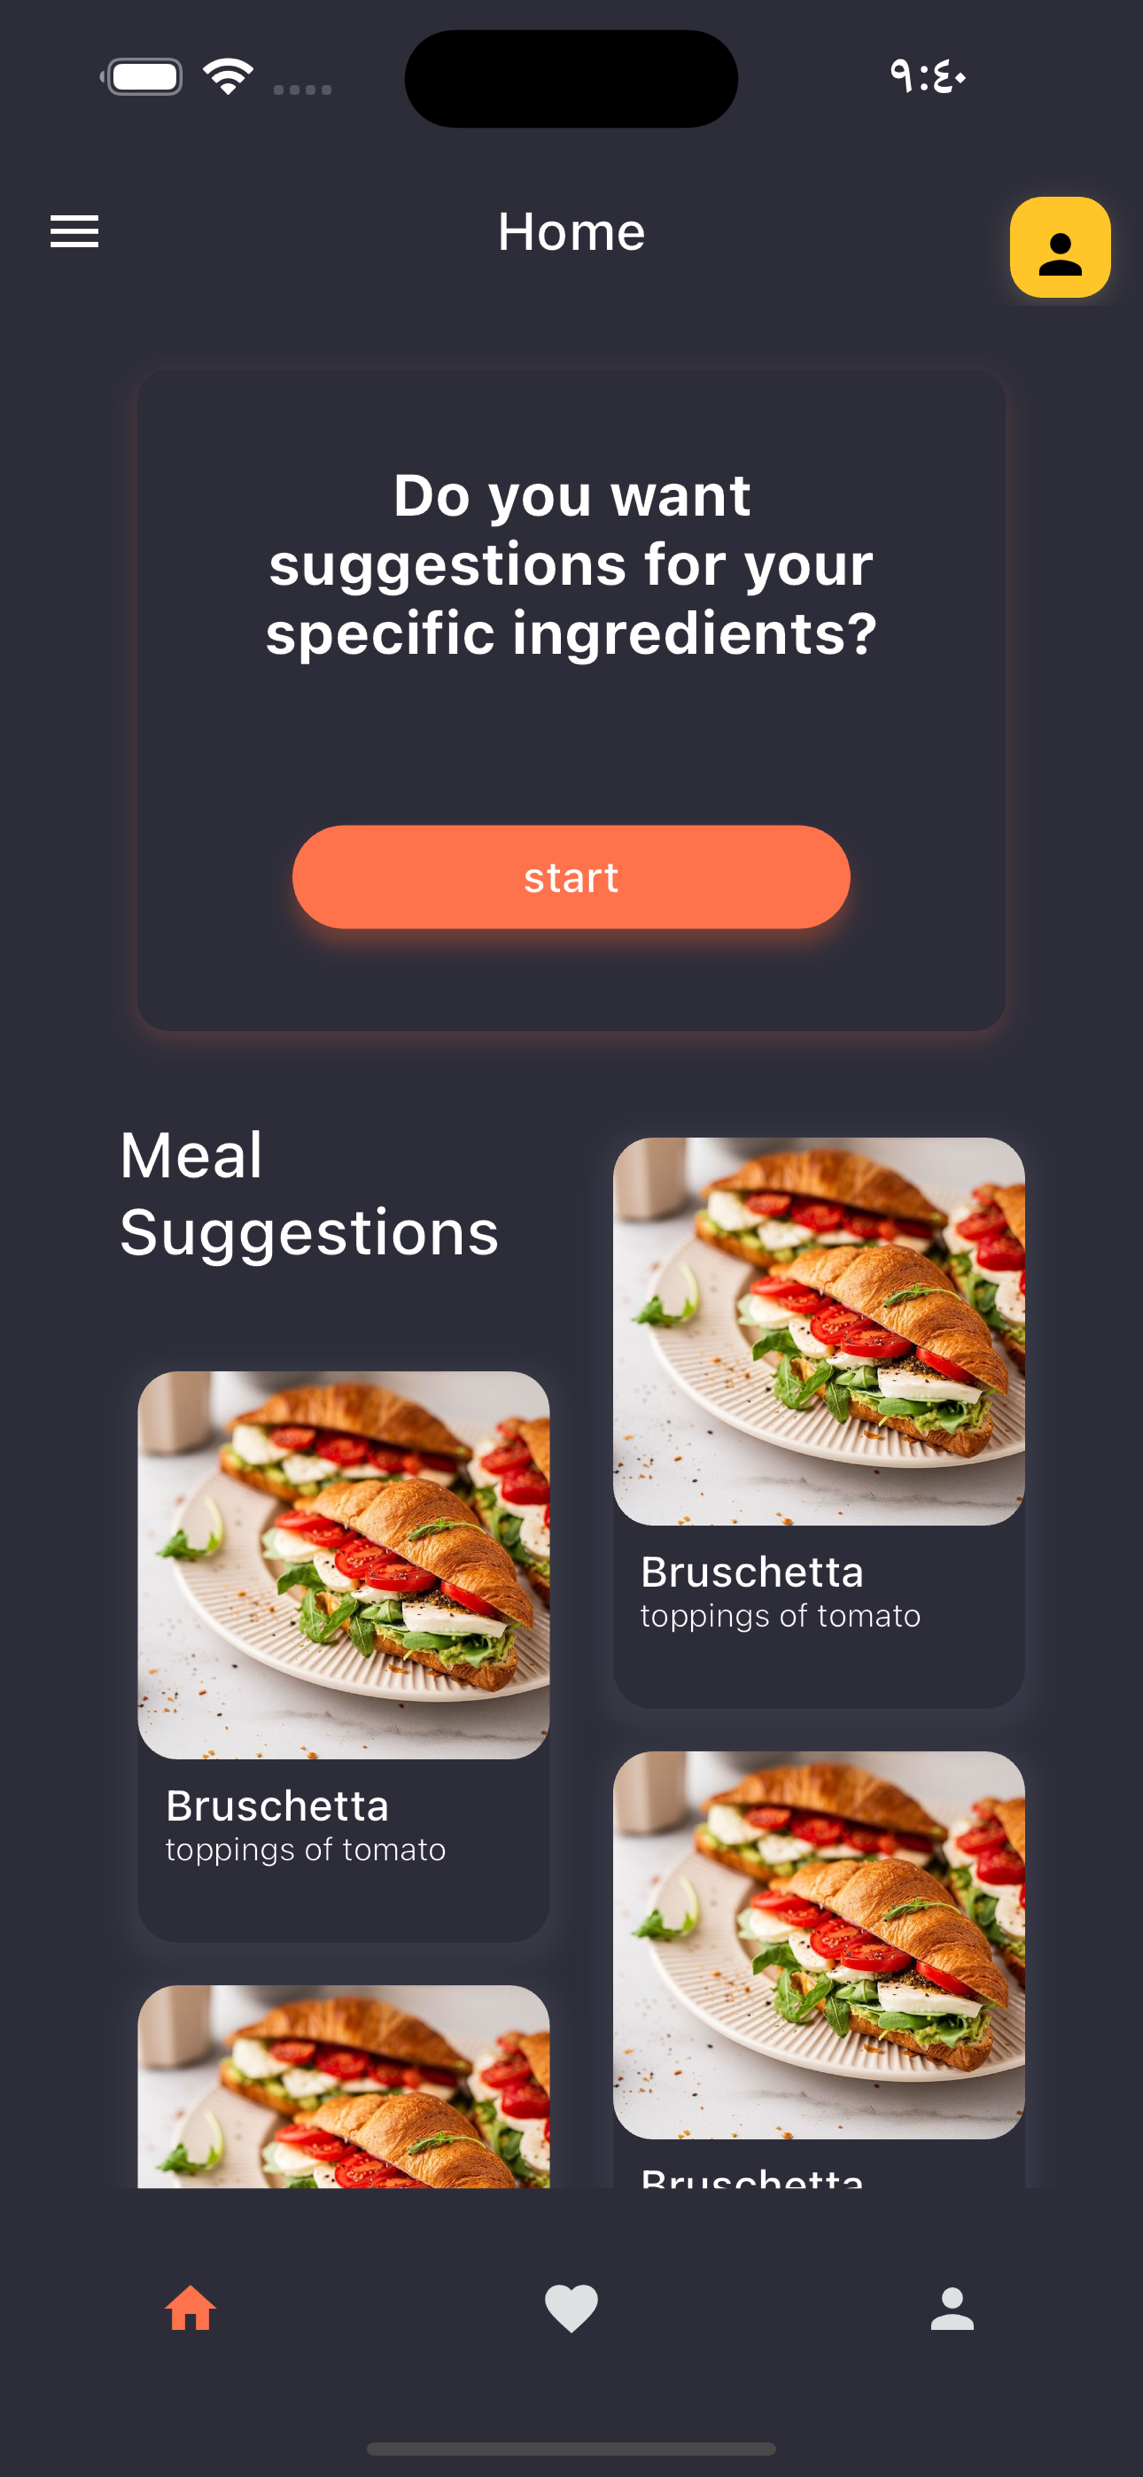 ٩:٤٠
Home
Do you want
suggestions for your
specific ingredients?
start
Meal
Suggestions
Bruschetta
toppings of tomato
Bruschetta
toppings of tomato
Bruschetta